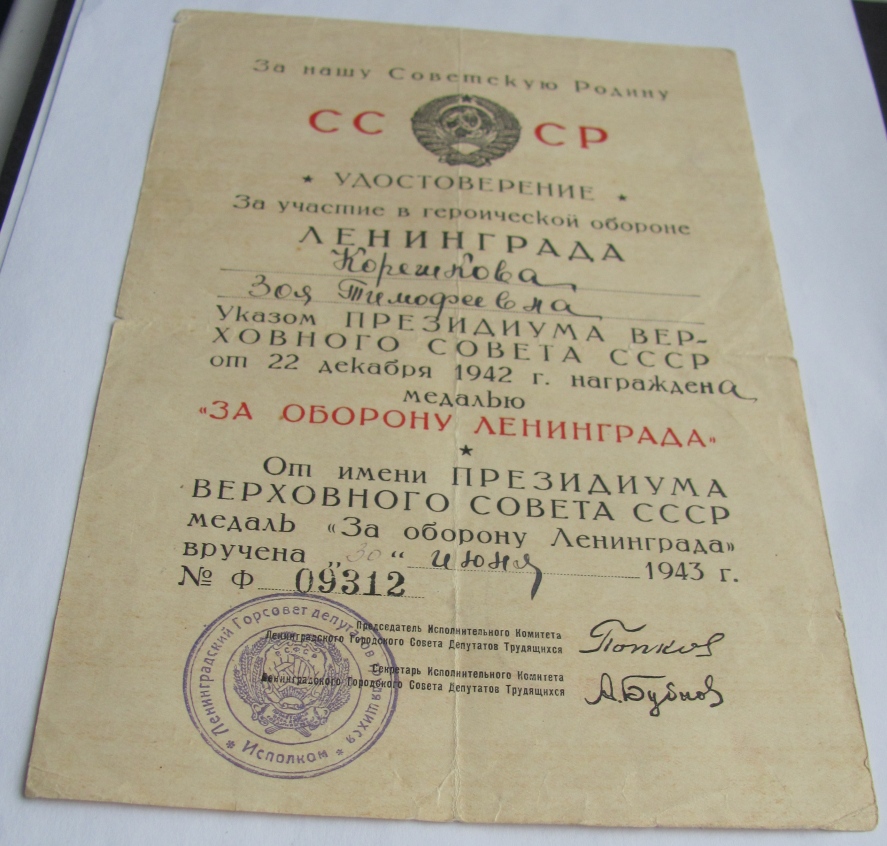 За нашу Советскую Родину
СС СР
★ УДОСТОВЕРЕНИЕ ★
За участие в героической обороне
ЛЕНИНГРАДА
Корешкова
Зоя Тимофеевна
Указом ПРЕЗИДИУМА ВЕР-
ХОВНОГО СОВЕТА СССР
от 22 декабря 1942 г. награждена
медалью
«ЗА ОБОРОНУ ЛЕНИНГРАДА»
★
От имени ПРЕЗИДИУМА
ВЕРХОВНОГО СОВЕТА СССР
медаль «За оборону Ленинграда»
вручена „30“ июня 1943 г.
№ Ф 09312
Председатель Исполнительного Комитета
Ленинградского Городского Совета Депутатов Трудящихся
Попков
Секретарь Исполнительного Комитета
Ленинградского Городского Совета Депутатов Трудящихся
А.Бубнов
Ленинградский Горсовет депутатов трудящихся
★ Исполком ★